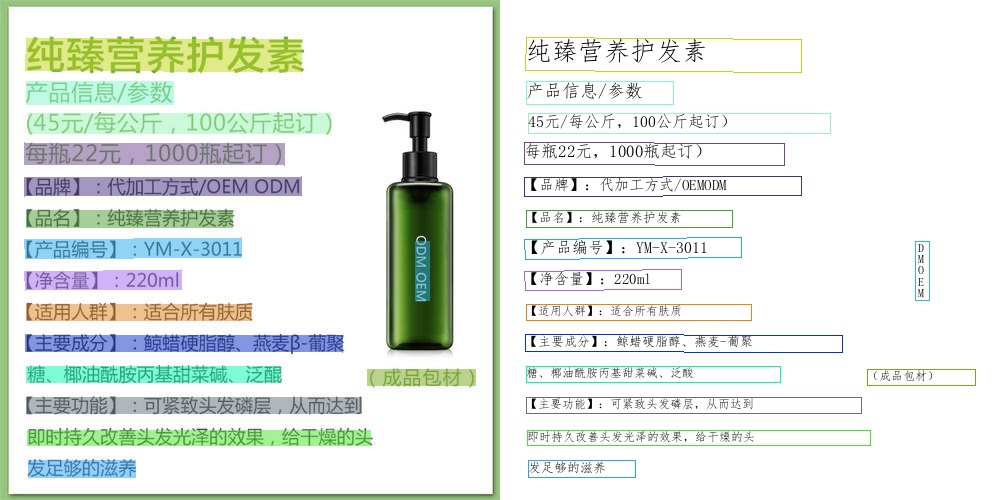 纯臻营养护发素
产品信息/参数
(45元/每公斤，100公斤起订）
每瓶22元，1000瓶起订）
【品牌】：代加工方式/OEM ODM
【品名】：纯臻营养护发素
【产品编号】：YM-X-3011
【净含量】：220ml
【适用人群】：适合所有肤质
【主要成分】：鲸蜡硬脂醇、燕麦β-葡聚
糖、椰油酰胺丙基甜菜碱、泛醌
【主要功能】：可紧致头发磷层，从而达到
即时持久改善头发光泽的效果，给干燥的头
发足够的滋养
ODM OEM
（成品包材）
纯臻营养护发素
产品信息/参数
45元/每公斤，100公斤起订）
每瓶22元，1000瓶起订）
【品牌】：代加工方式/OEMODM
【品名】：纯臻营养护发素
【产品编号】：YM-X-3011
【净含量】：220ml
【适用人群】：适合所有肤质
【主要成分】：鲸蜡硬脂醇、燕麦-葡聚
糖、椰油酰胺丙基甜菜碱、泛酸
【主要功能】：可紧致头发磷层，从而达到
即时持久改善头发光泽的效果，给干燥的头
发足够的滋养
DMOEM
（成品包材）